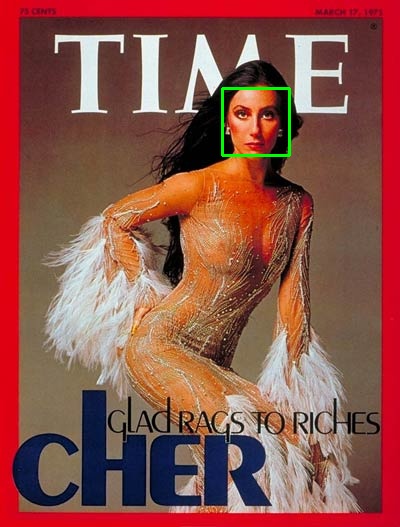 75 CENTS MARCH 17, 1975
TIME
®
GLAD RAGS TO RICHES
CHER